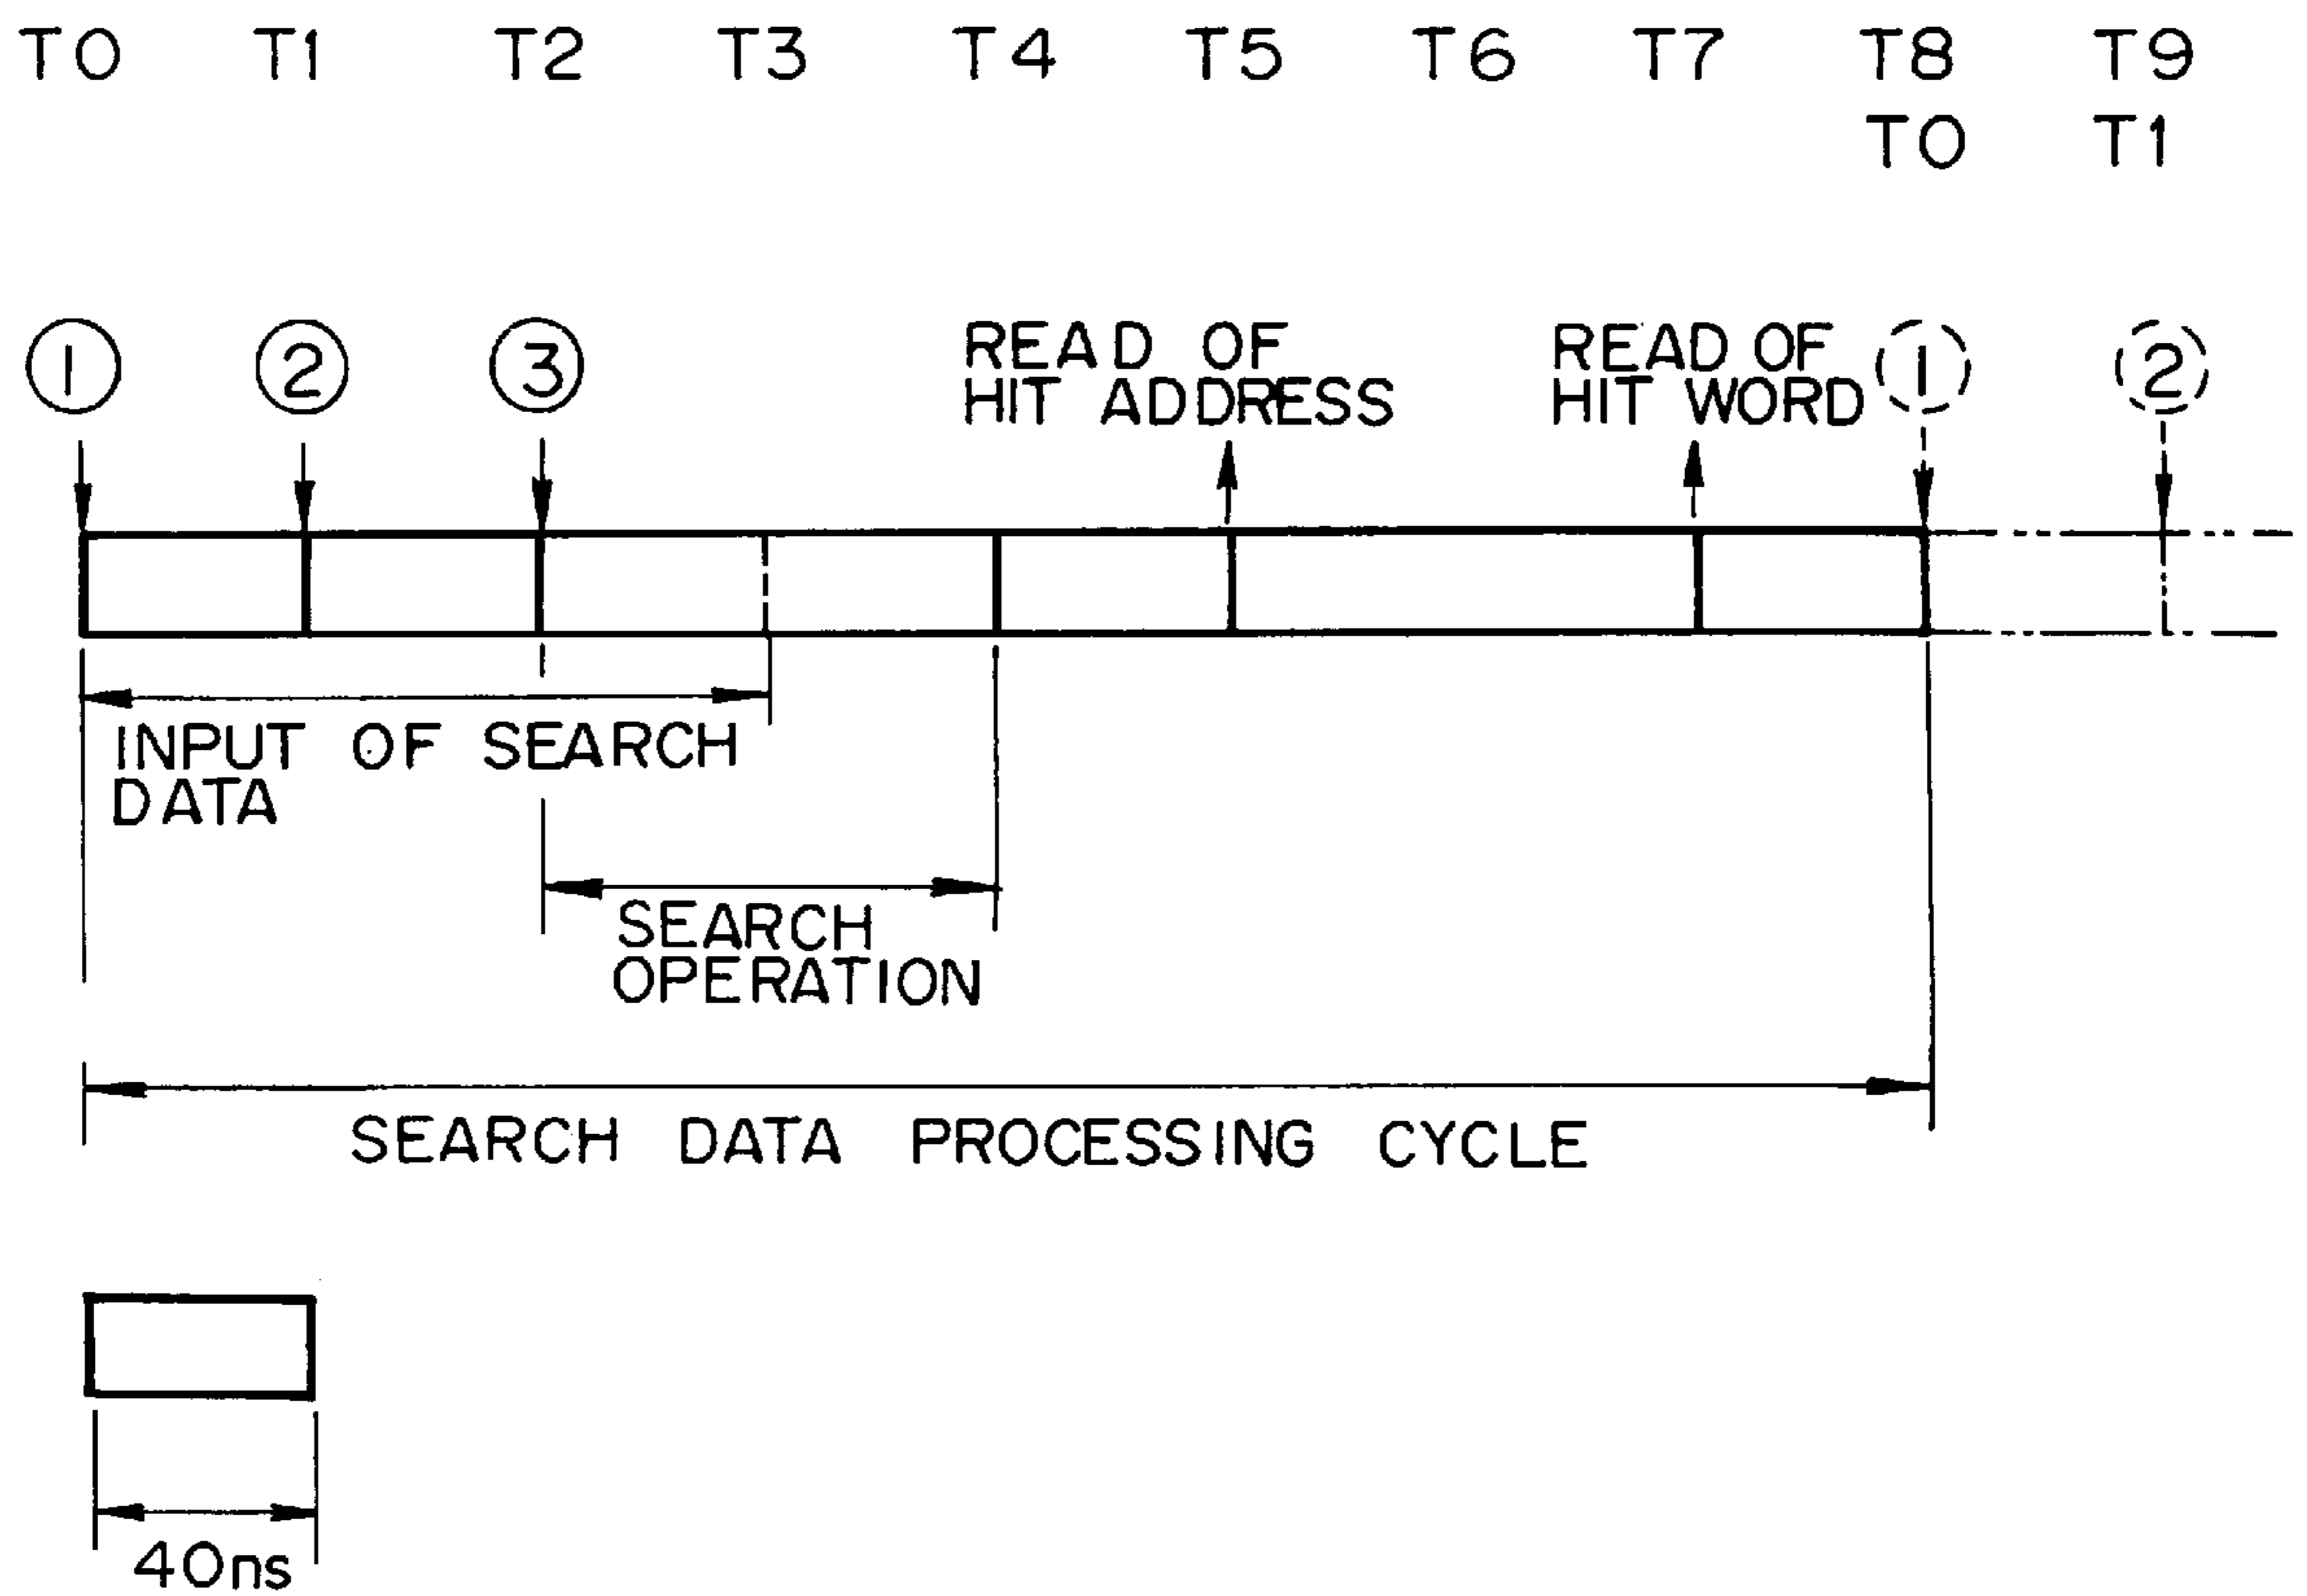 T0 T1 T2 T3 T4 T5 T6 T7 T8 T9
T0 T1
1 2 3 READ OF HIT ADDRESS READ OF HIT WORD 1 2
INPUT OF SEARCH
DATA
SEARCH
OPERATION
SEARCH DATA PROCESSING CYCLE
40ns